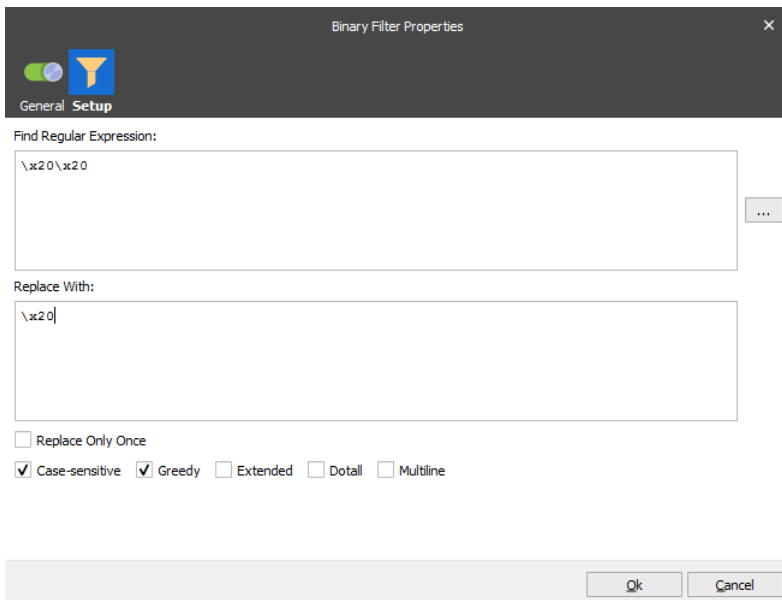 Binary Filter Properties
General Setup
Find Regular Expression:
\x20\x20
...
Replace With:
\x20
Replace Only Once
Case-sensitive Greedy Extended Dotall Multiline
Ok Cancel